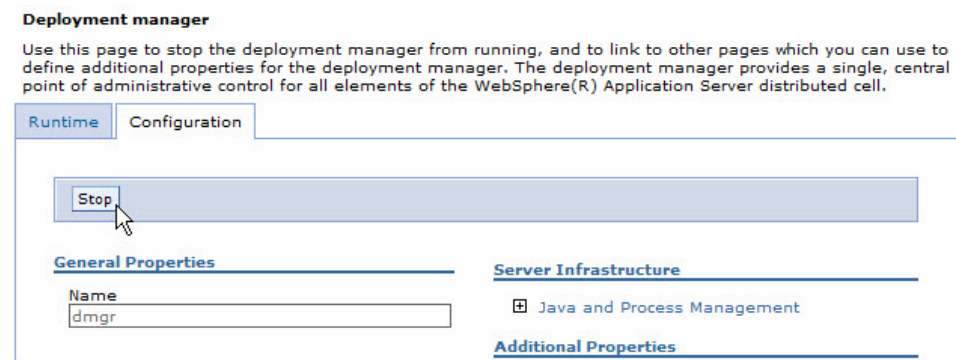 Deployment manager
Use this page to stop the deployment manager from running, and to link to other pages which you can use to
define additional properties for the deployment manager. The deployment manager provides a single, central
point of administrative control for all elements of the WebSphere(R) Application Server distributed cell.
Runtime Configuration
Stop
General Properties
Name
dmgr
Server Infrastructure
Java and Process Management
Additional Properties